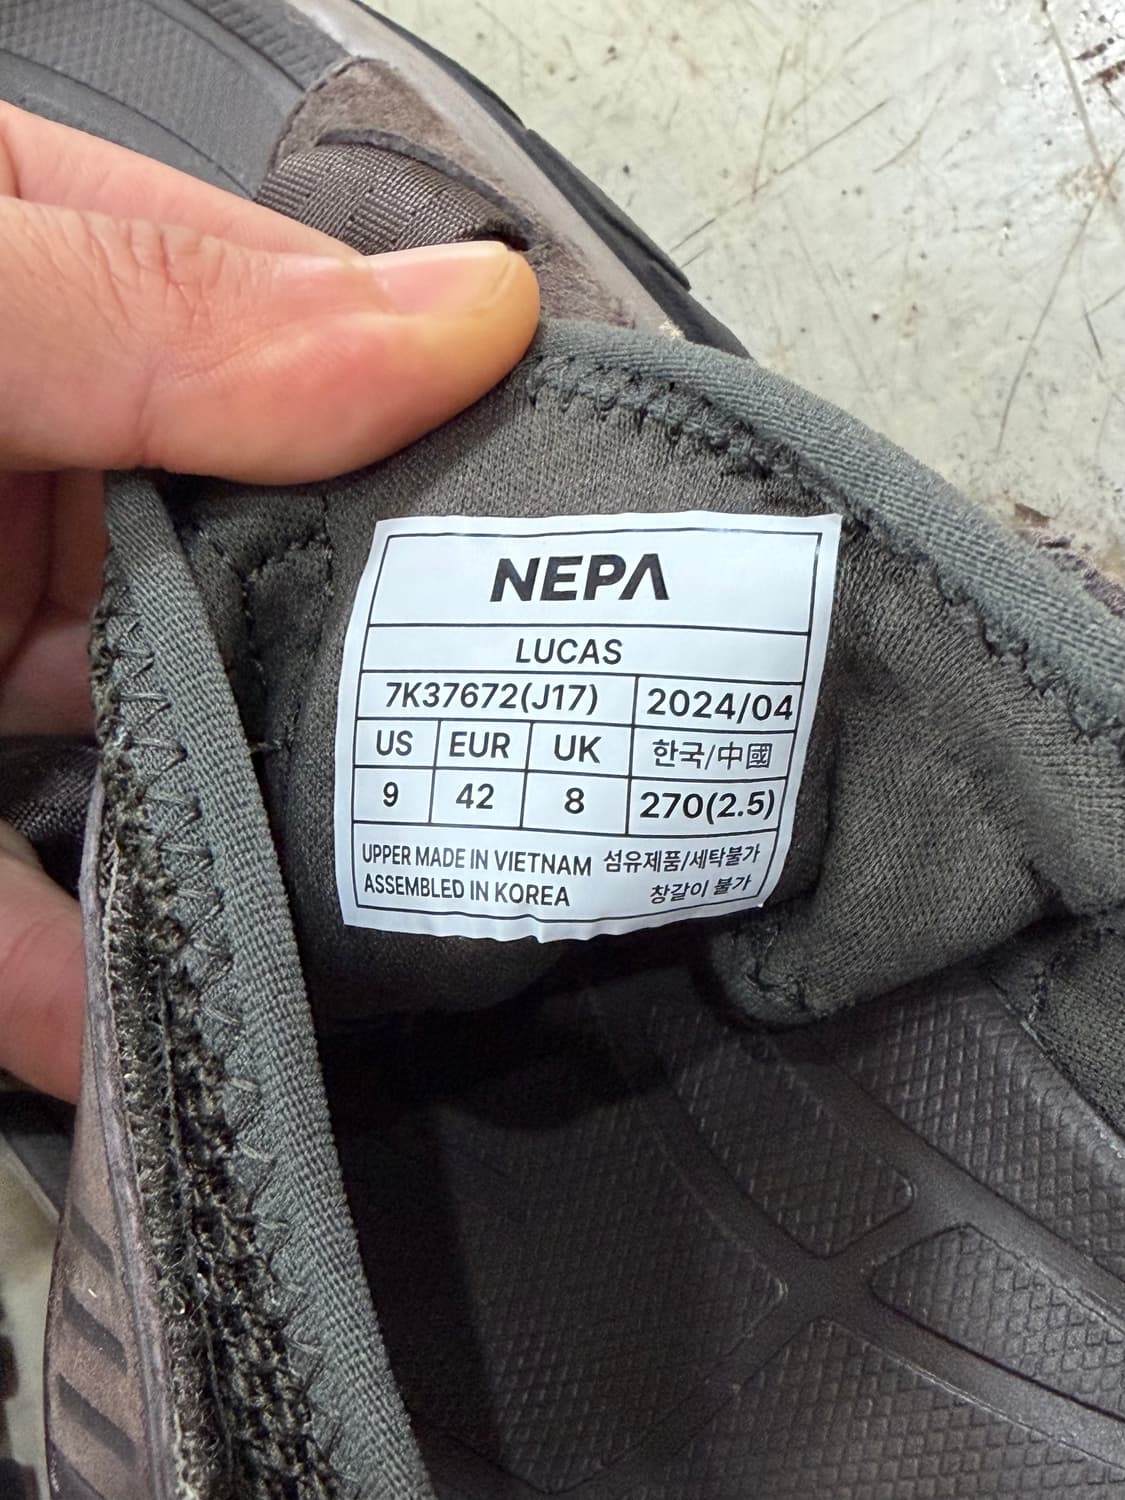 NEPA
LUCAS
7K37672(J17) 2024/04
US EUR UK 한국/中國
9 42 8 270(2.5)
UPPER MADE IN VIETNAM 섬유제품/세탁불가
ASSEMBLED IN KOREA 창갈이 불가